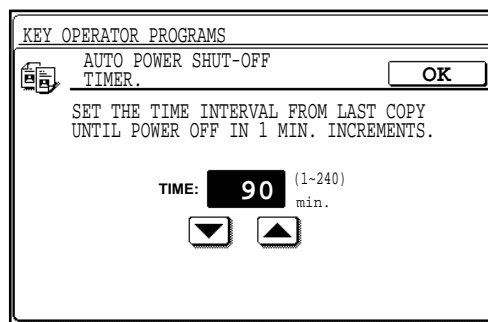 KEY OPERATOR PROGRAMS
AUTO POWER SHUT-OFF
TIMER.
OK
SET THE TIME INTERVAL FROM LAST COPY
UNTIL POWER OFF IN 1 MIN. INCREMENTS.
TIME: 90 (1~240)
min.